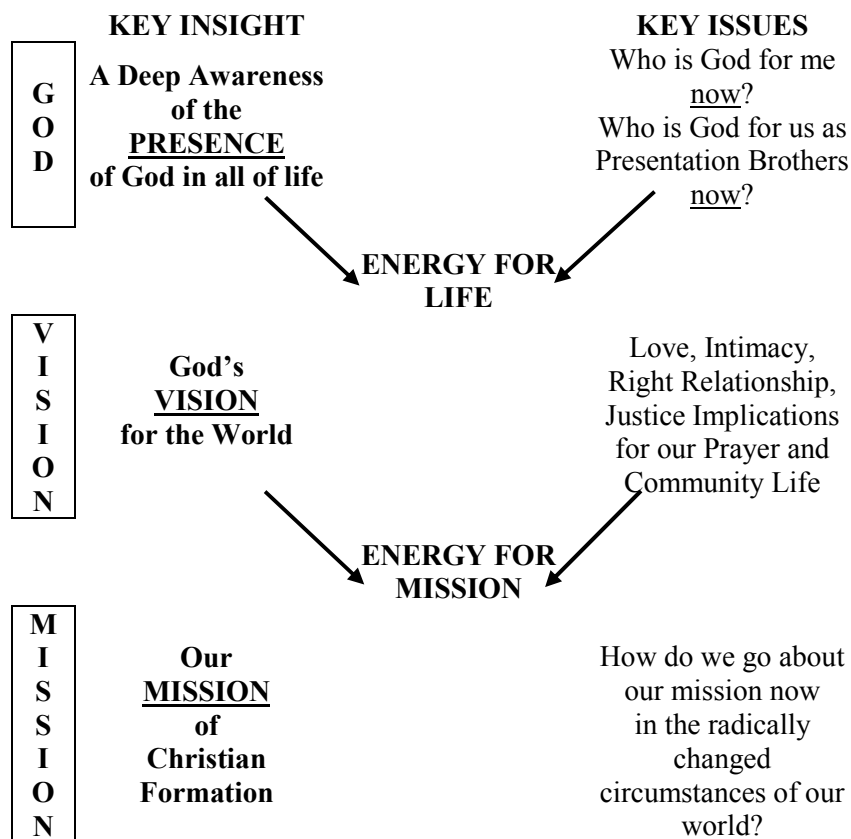 KEY INSIGHT
KEY ISSUES
G
O
D
A Deep Awareness
of the
PRESENCE
of God in all of life
Who is God for me
now?
Who is God for us as
Presentation Brothers
now?
ENERGY FOR
LIFE
V
I
S
I
O
N
God’s
VISION
for the World
Love, Intimacy,
Right Relationship,
Justice Implications
for our Prayer and
Community Life
ENERGY FOR
MISSION
M
I
S
S
I
O
N
Our
MISSION
of
Christian
Formation
How do we go about
our mission now
in the radically
changed
circumstances of our
world?